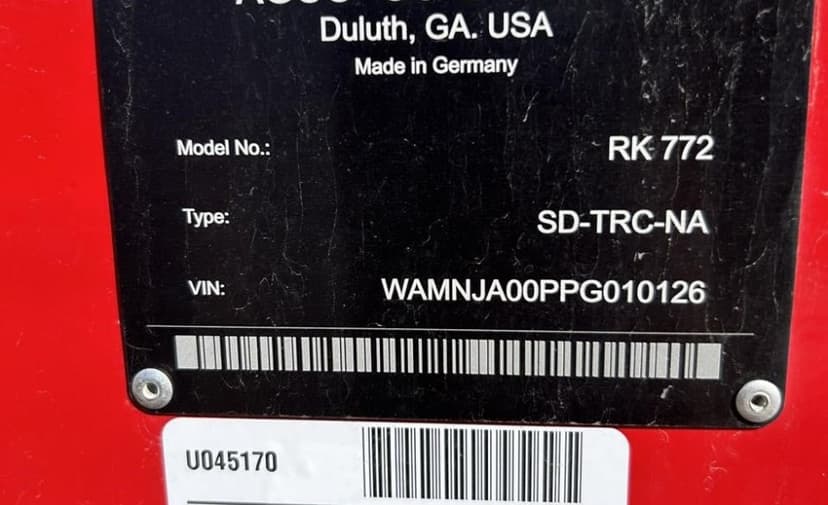 Duluth, GA. USA
Made in Germany
Model No.: RK 772
Type: SD-TRC-NA
VIN: WAMNJA00PPG010126
U045170